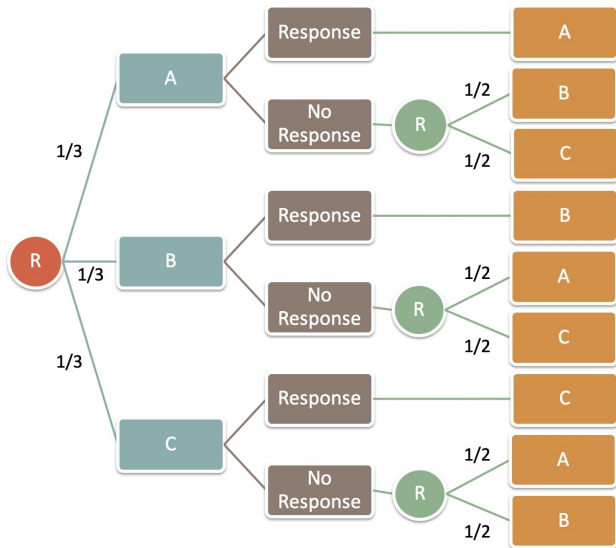 Response
A
A
1/3
No
Response
R
1/2
B
1/2
C
R
1/3
B
Response
B
No
Response
R
1/2
A
1/2
C
1/3
C
Response
C
No
Response
R
1/2
A
1/2
B